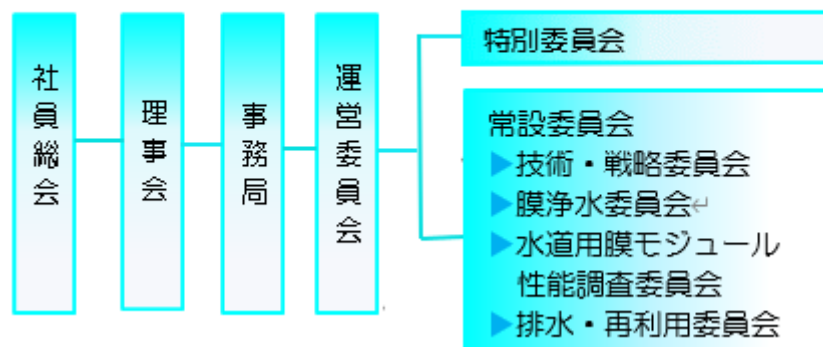 社員総会
理事会
事務局
運営委員会
特別委員会
常設委員会
▶技術・戦略委員会
▶膜浄水委員会↵
▶水道用膜モジュール
性能調査委員会
▶排水・再利用委員会